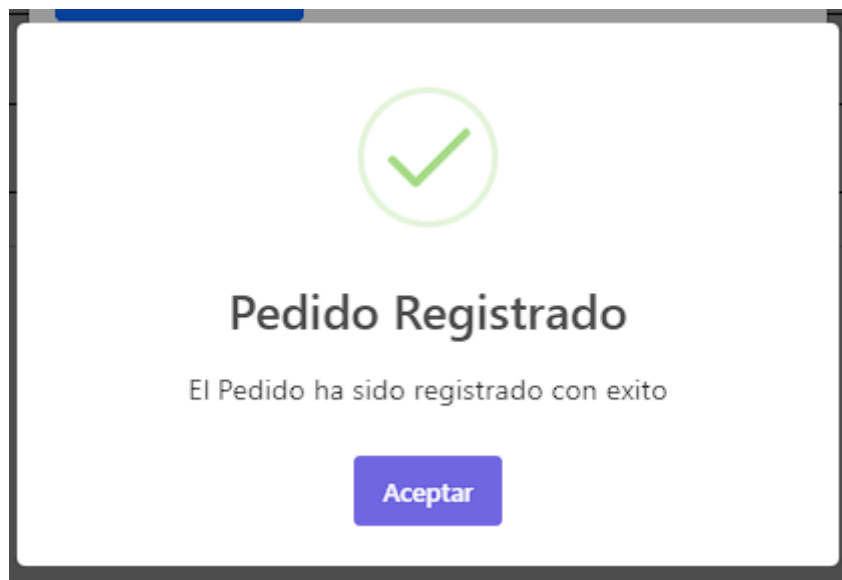 Pedido Registrado
El Pedido ha sido registrado con exito
Aceptar